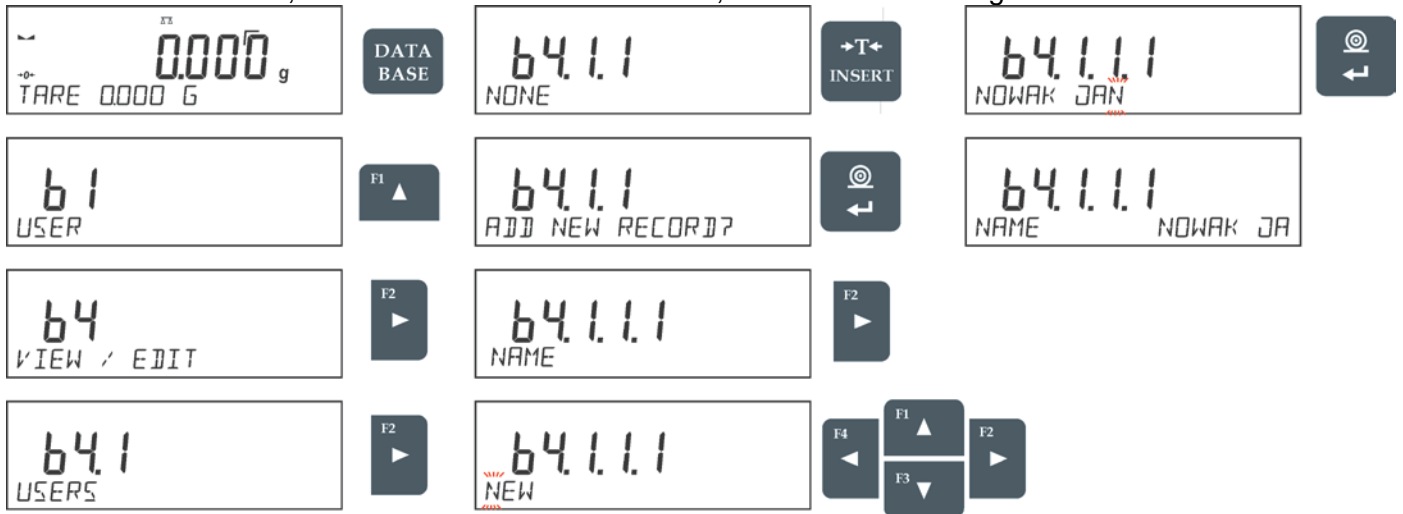 →0← 0.000 g
TARE 0.000 G
DATA
BASE
b1
USER
F1
b4
VIEW / EDIT
F2
b4.1
USERS
F2
b4.1.1
NONE
→T←
INSERT
b4.1.1
ADD NEW RECORD?
b4.1.1.1
NAME
F2
b4.1.1.1
NEW
F4
F1
F3
F2
b4.1.1.1
NOWAK JAN
b4.1.1.1
NAME NOWAK JA